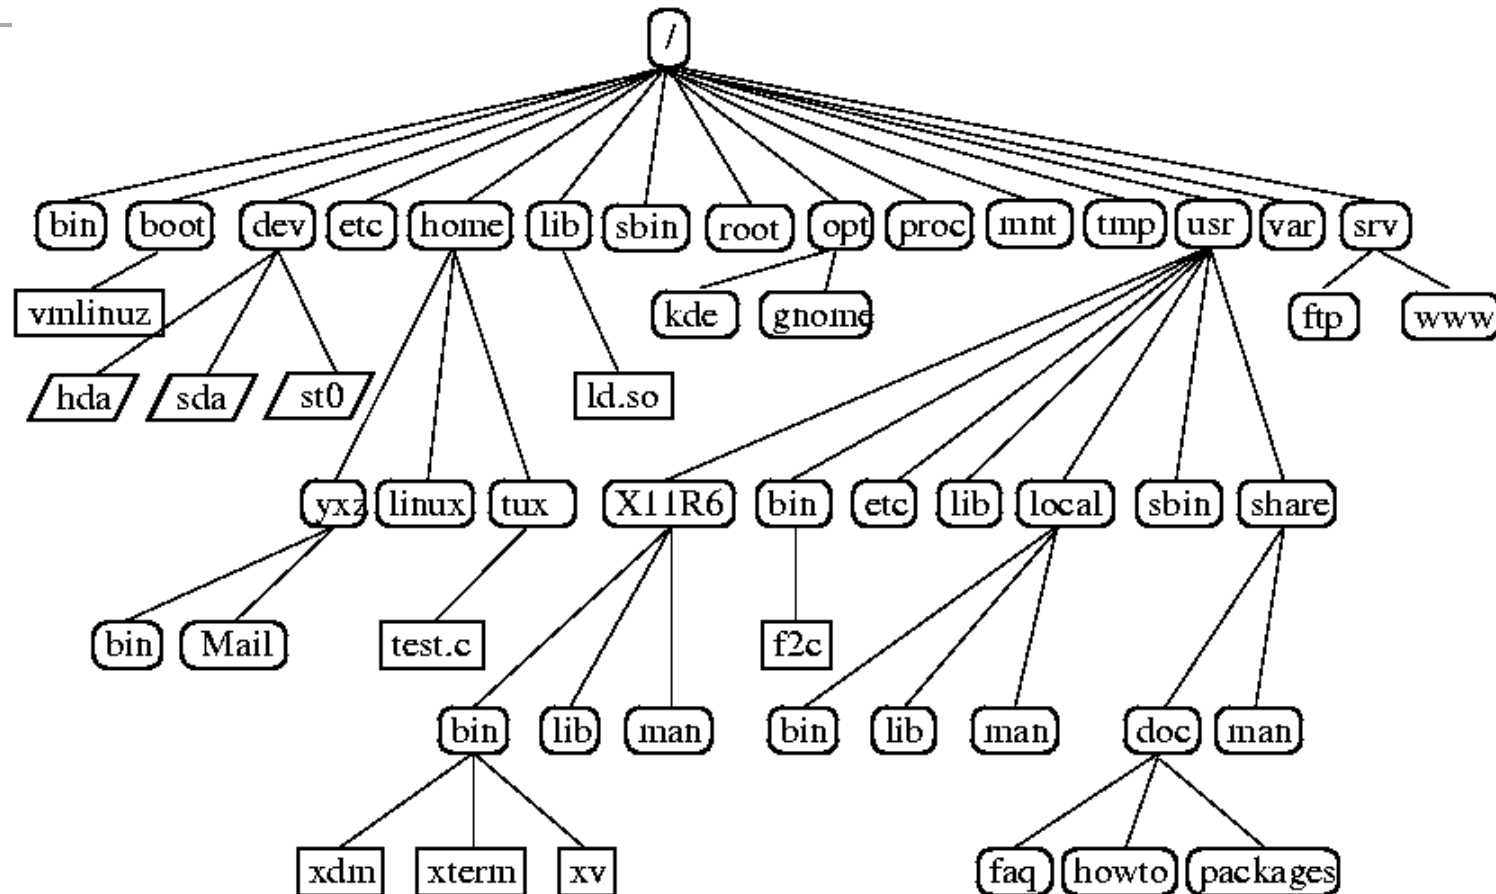 /
bin boot dev etc home lib sbin root opt proc mnt tmp usr var srv
vmlinuz kde gnome ftp www
hda sda st0 ld.so
yxz linux tux X11R6 bin etc lib local sbin share
bin Mail test.c f2c
bin lib man bin lib man doc man
xdm xterm xv faq howto packages